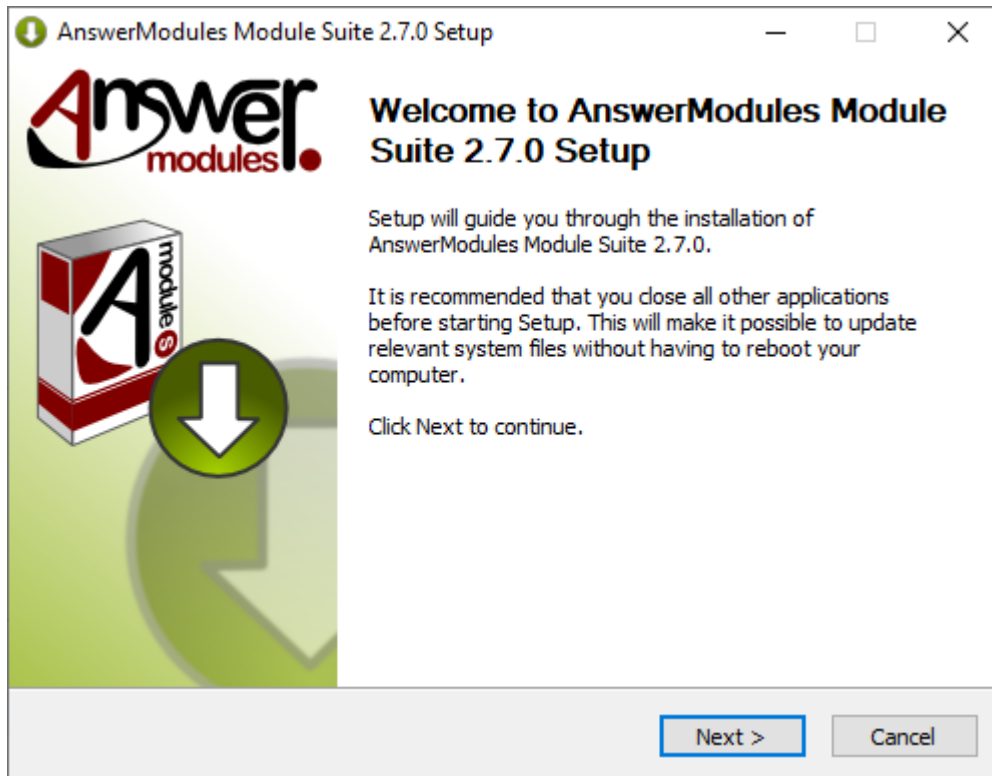 AnswerModules Module Suite 2.7.0 Setup
Answer
modules
Welcome to AnswerModules Module
Suite 2.7.0 Setup
Setup will guide you through the installation of
AnswerModules Module Suite 2.7.0.
It is recommended that you close all other applications
before starting Setup. This will make it possible to update
relevant system files without having to reboot your
computer.
Click Next to continue.
A
module s
Next >
Cancel